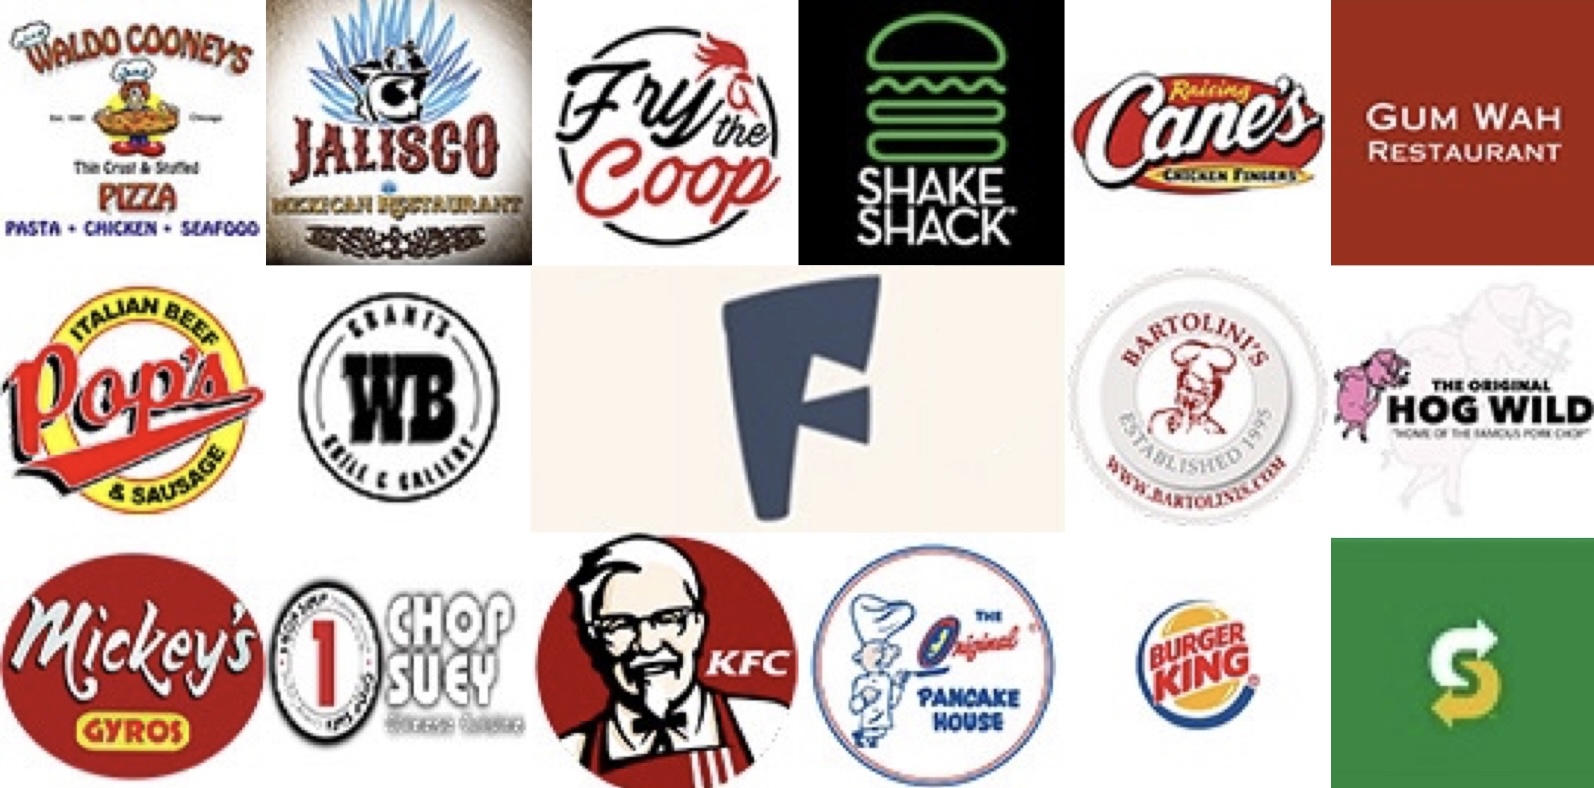 WALDO COONEY'S
Est. 1981
Chicago
Thin Crust & Stuffed
PIZZA
PASTA • CHICKEN • SEAFOOD
JALISCO
MEXICAN RESTAURANT
Fry
the
Coop
SHAKE
SHACK
Raising
Cane's
CHICKEN FINGERS
GUM WAH
RESTAURANT
ITALIAN BEEF
Pop's
& SAUSAGE
WB
F
BARTOLINI'S
ESTABLISHED 1995
WWW.BARTOLINIS.COM
THE ORIGINAL
HOG WILD
"HOME OF THE FAMOUS PORK CHOP"
Mickey's
GYROS
1
CHOP
SUEY
KFC
THE
Original
PANCAKE
HOUSE
BURGER
KING
S